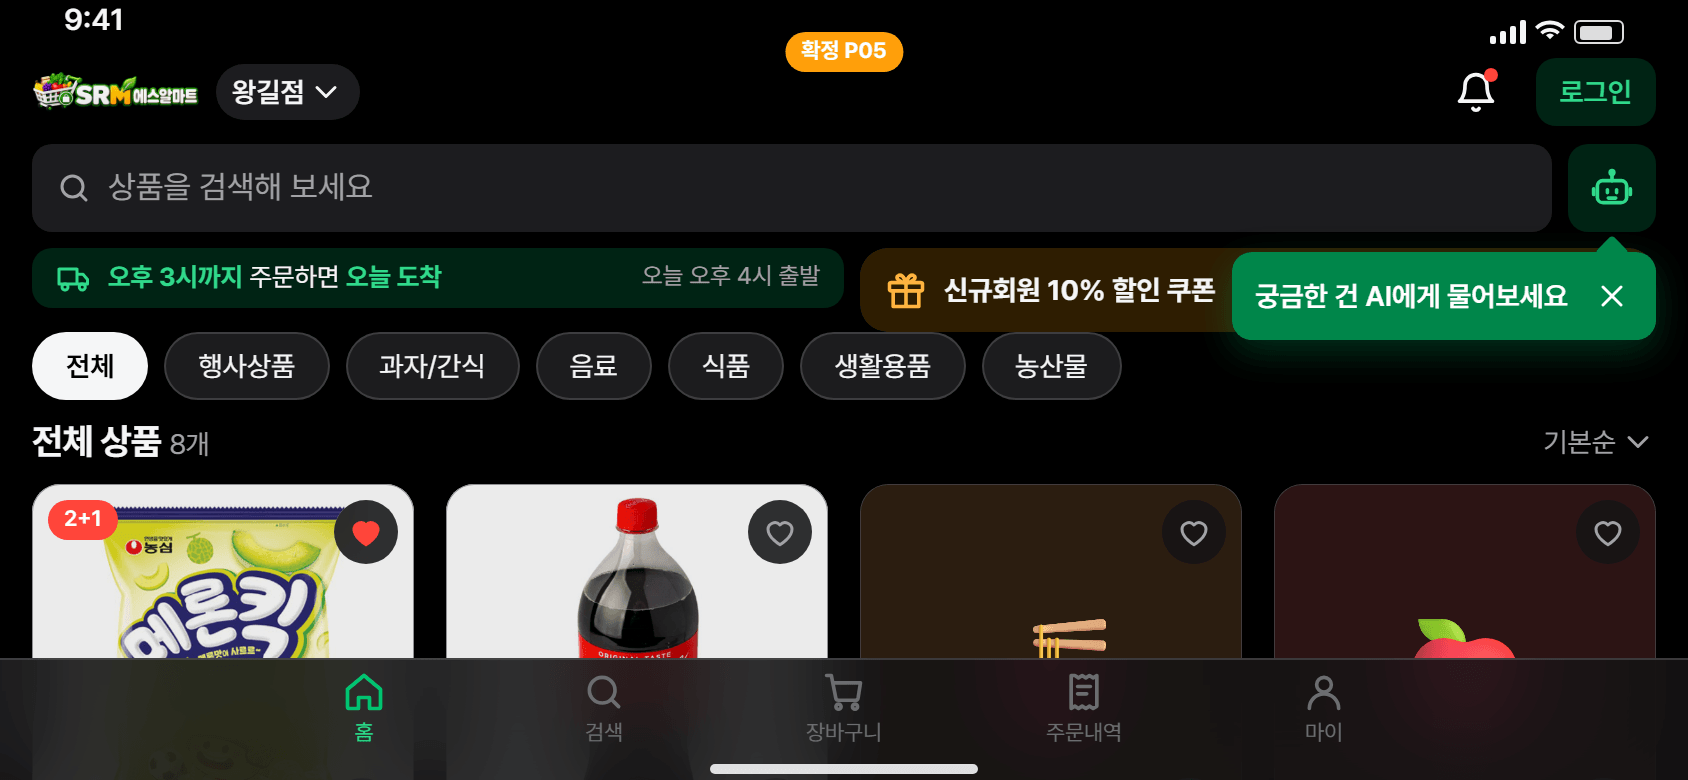 9:41
확정 P05
SRM 에스알마트
왕길점
로그인
상품을 검색해 보세요
오후 3시까지 주문하면 오늘 도착
오늘 오후 4시 출발
신규회원 10% 할인 쿠폰
궁금한 건 AI에게 물어보세요
전체
행사상품
과자/간식
음료
식품
생활용품
농산물
전체 상품 8개
기본순
2+1
농심
메론킥
ORIGINAL TASTE
홈
검색
장바구니
주문내역
마이